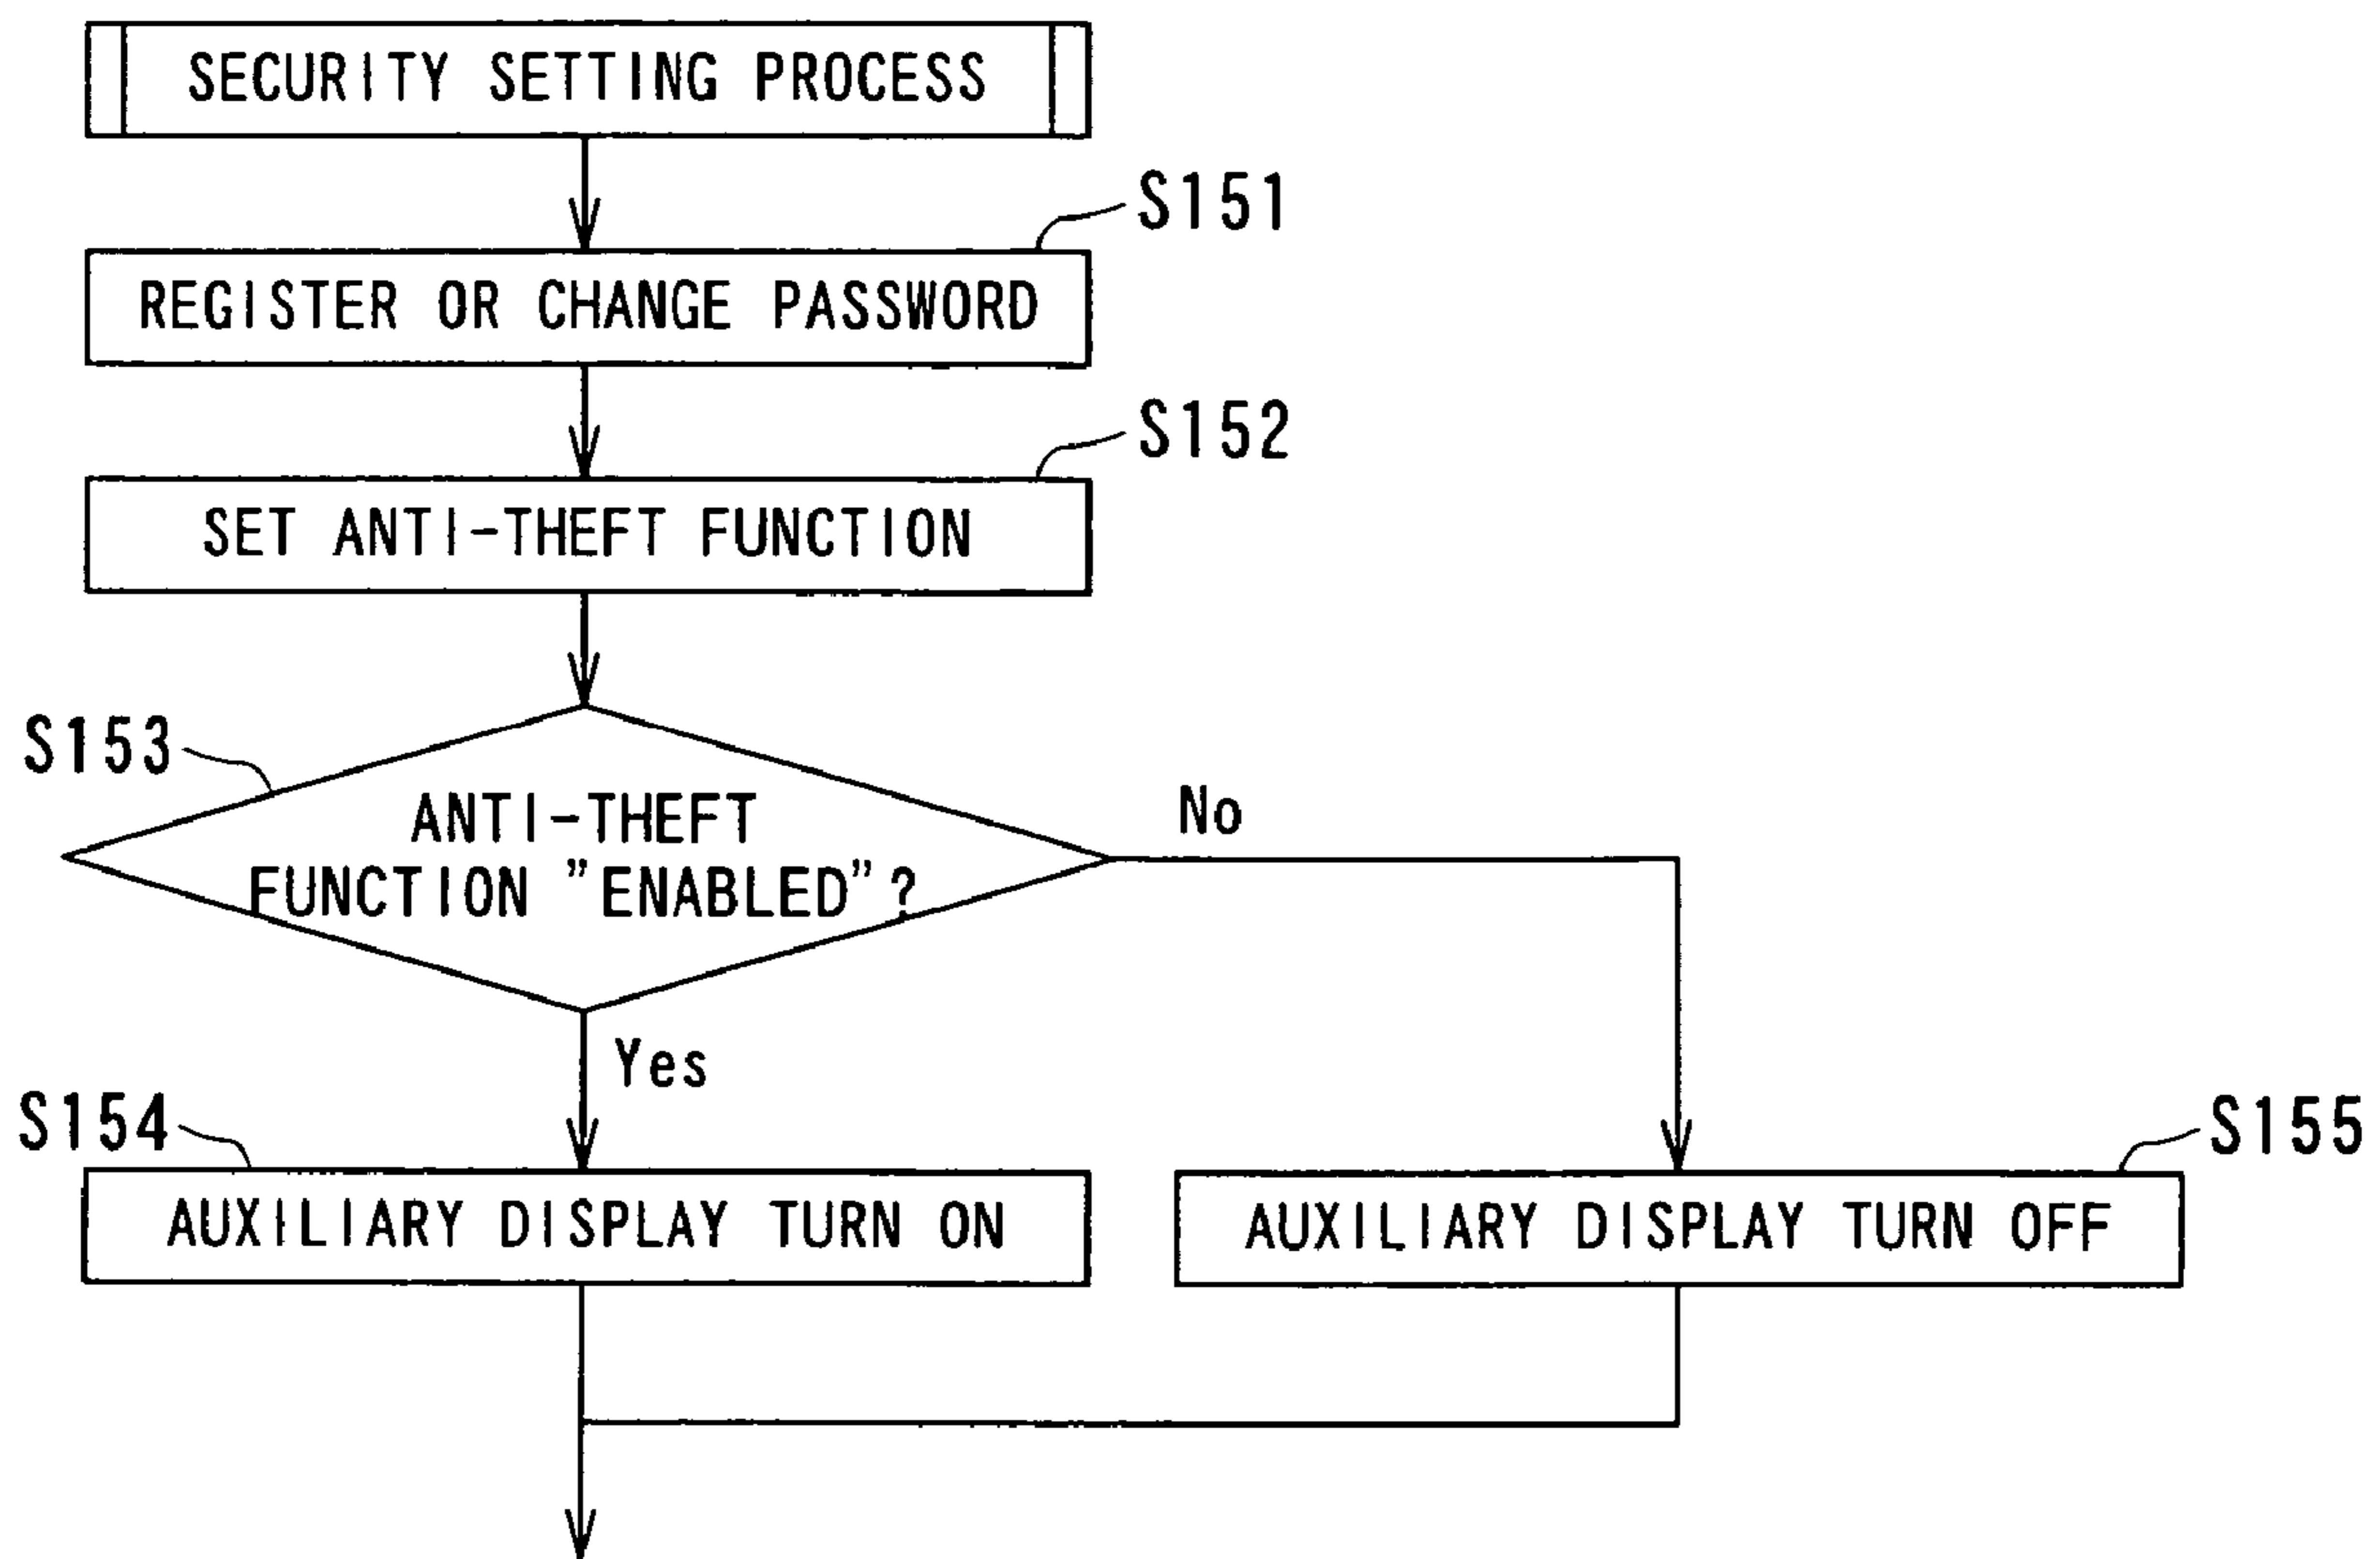 SECURITY SETTING PROCESS
S151
REGISTER OR CHANGE PASSWORD
S152
SET ANTI-THEFT FUNCTION
S153
ANTI-THEFT
FUNCTION ”ENABLED”?
No
Yes
S154
AUXILIARY DISPLAY TURN ON
S155
AUXILIARY DISPLAY TURN OFF